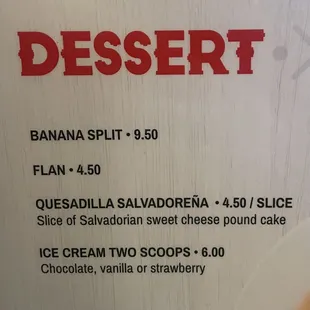 DESSERT
BANANA SPLIT • 9.50
FLAN • 4.50
QUESADILLA SALVADOREÑA • 4.50 / SLICE
Slice of Salvadorian sweet cheese pound cake
ICE CREAM TWO SCOOPS • 6.00
Chocolate, vanilla or strawberry